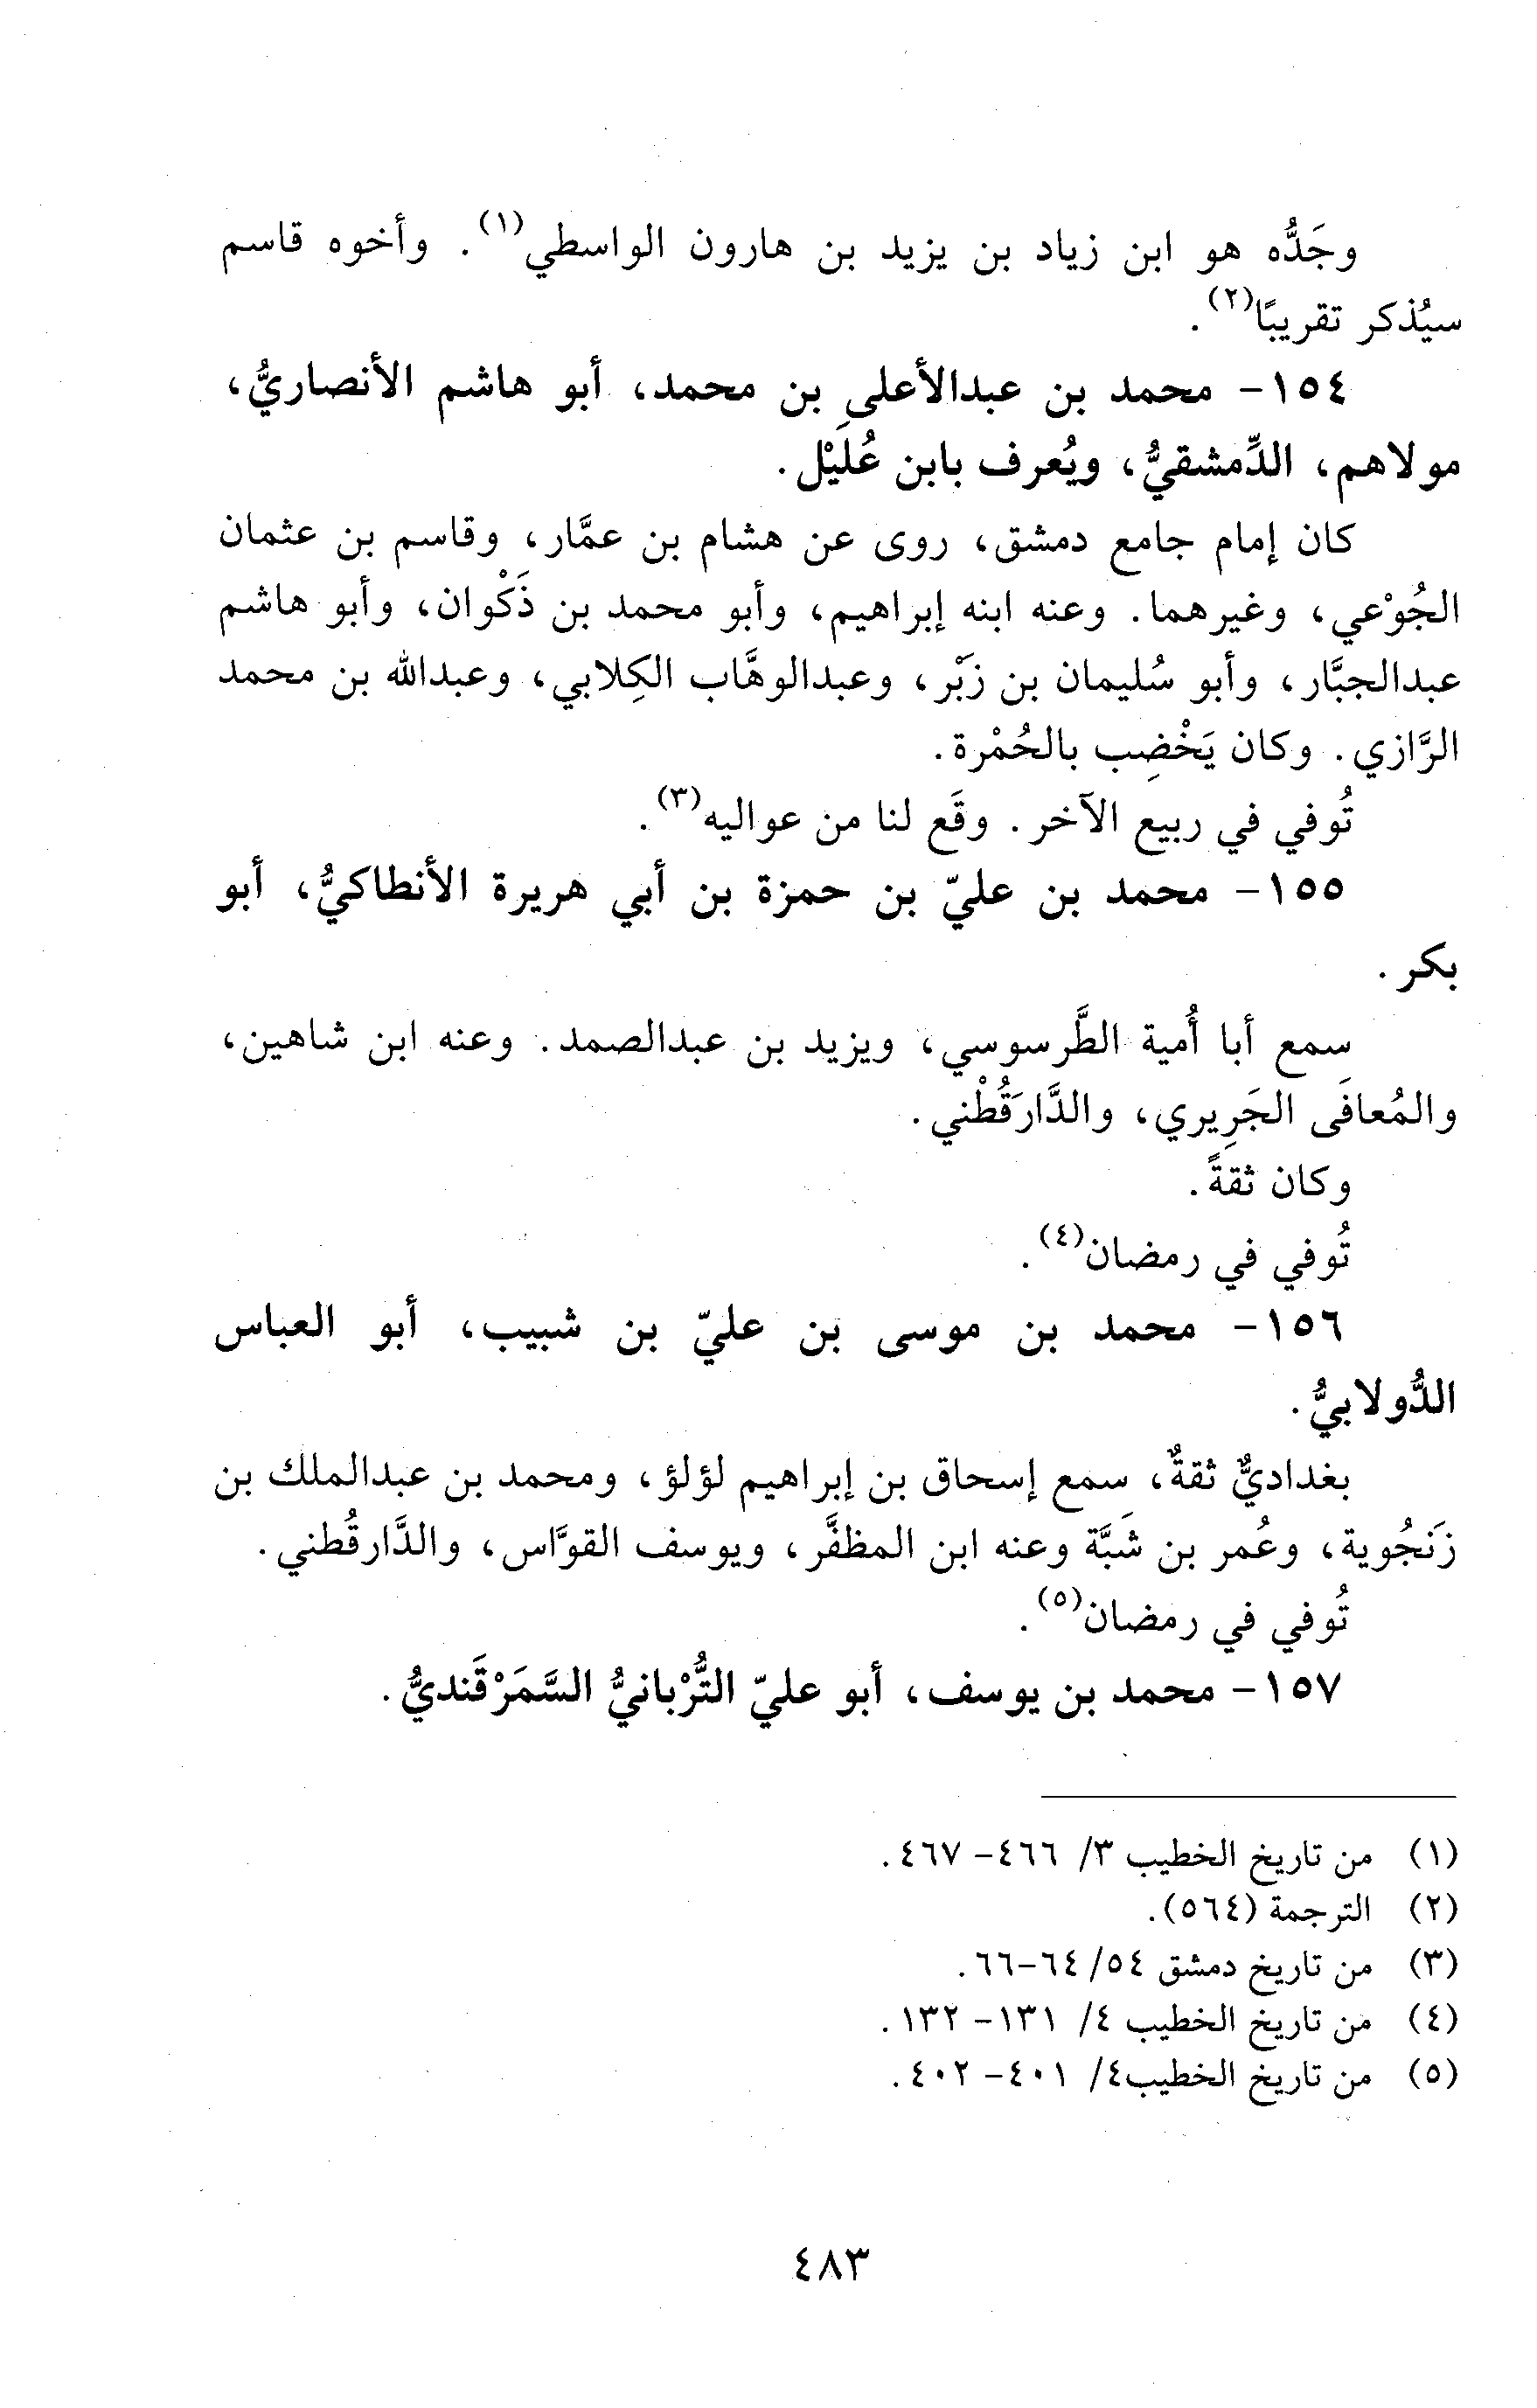 وجَدُّه هو ابن زياد بن يزيد بن هارون الواسطي(١). وأخوه قاسم
سيُذكر تقريبًا(٢).
١٥٤- محمد بن عبدالأعلى بن محمد، أبو هاشم الأنصاريُّ،
مولاهم، الدِّمشقيُّ، ويُعرف بابن عُلَيْل.
كان إمام جامع دمشق، روى عن هشام بن عمَّار، وقاسم بن عثمان
الجُوْعي، وغيرهما. وعنه ابنه إبراهيم، وأبو محمد بن ذَكْوان، وأبو هاشم
عبدالجبَّار، وأبو سُليمان بن زَبْر، وعبدالوهَّاب الكِلابي، وعبدالله بن محمد
الرَّازي. وكان يَخْضِب بالحُمْرة.
تُوفي في ربيع الآخر. وقَع لنا من عواليه(٣).
١٥٥- محمد بن عليّ بن حمزة بن أبي هريرة الأنطاكيُّ، أبو
بكر.
سمع أبا أُمية الطَّرسوسي، ويزيد بن عبدالصمد. وعنه ابن شاهين،
والمُعافَى الجَرِيري، والدَّارَقُطْني.
وكان ثقةً.
تُوفي في رمضان(٤).
١٥٦- محمد بن موسى بن عليّ بن شبيب، أبو العباس
الدُّولابيُّ.
بغداديٌّ ثقةٌ، سمع إسحاق بن إبراهيم لؤلؤ، ومحمد بن عبدالملك بن
زَنجُوية، وعُمر بن شَبَّة وعنه ابن المظفَّر، ويوسف القوَّاس، والدَّارقُطني.
تُوفي في رمضان(٥).
١٥٧- محمد بن يوسف، أبو عليّ التُّرْبانيُّ السَّمَرْقَنديُّ.
(١) من تاريخ الخطيب ٣/ ٤٦٦- ٤٦٧.
(٢) الترجمة (٥٦٤).
(٣) من تاريخ دمشق ٥٤/ ٦٤-٦٦.
(٤) من تاريخ الخطيب ٤/ ١٣١- ١٣٢.
(٥) من تاريخ الخطيب٤/ ٤٠١- ٤٠٢.
٤٨٣